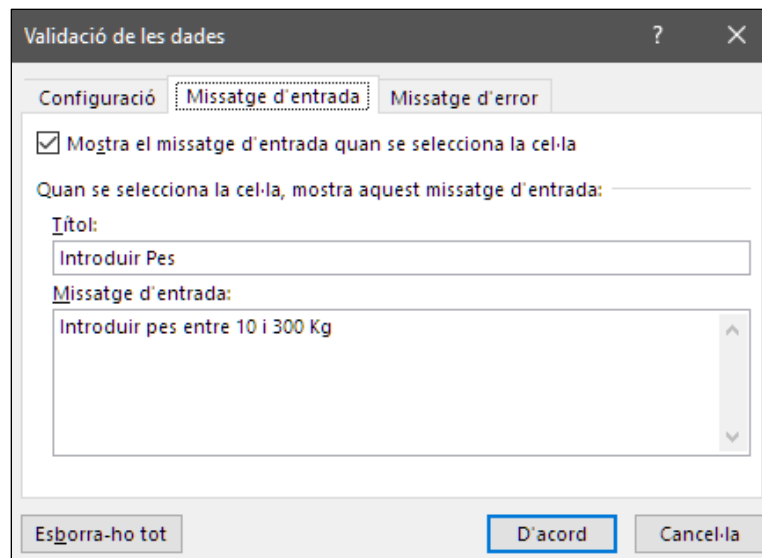 Validació de les dades
Configuració Missatge d'entrada Missatge d'error
Mostra el missatge d'entrada quan se selecciona la cel·la
Quan se selecciona la cel·la, mostra aquest missatge d'entrada:
Títol:
Introduir Pes
Missatge d'entrada:
Introduir pes entre 10 i 300 Kg
Esborra-ho tot D'acord Cancel·la